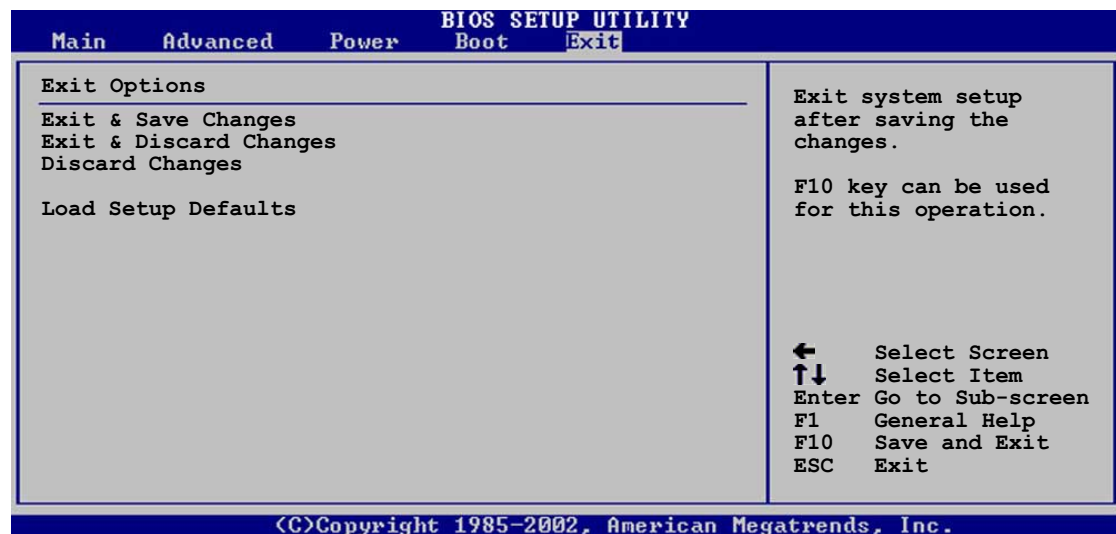 BIOS SETUP UTILITY
Main Advanced Power Boot Exit
Exit Options
Exit & Save Changes
Exit & Discard Changes
Discard Changes
Load Setup Defaults
Exit system setup
after saving the
changes.
F10 key can be used
for this operation.
← Select Screen
↑↓ Select Item
Enter Go to Sub-screen
F1 General Help
F10 Save and Exit
ESC Exit
(C)Copyright 1985-2002, American Megatrends, Inc.